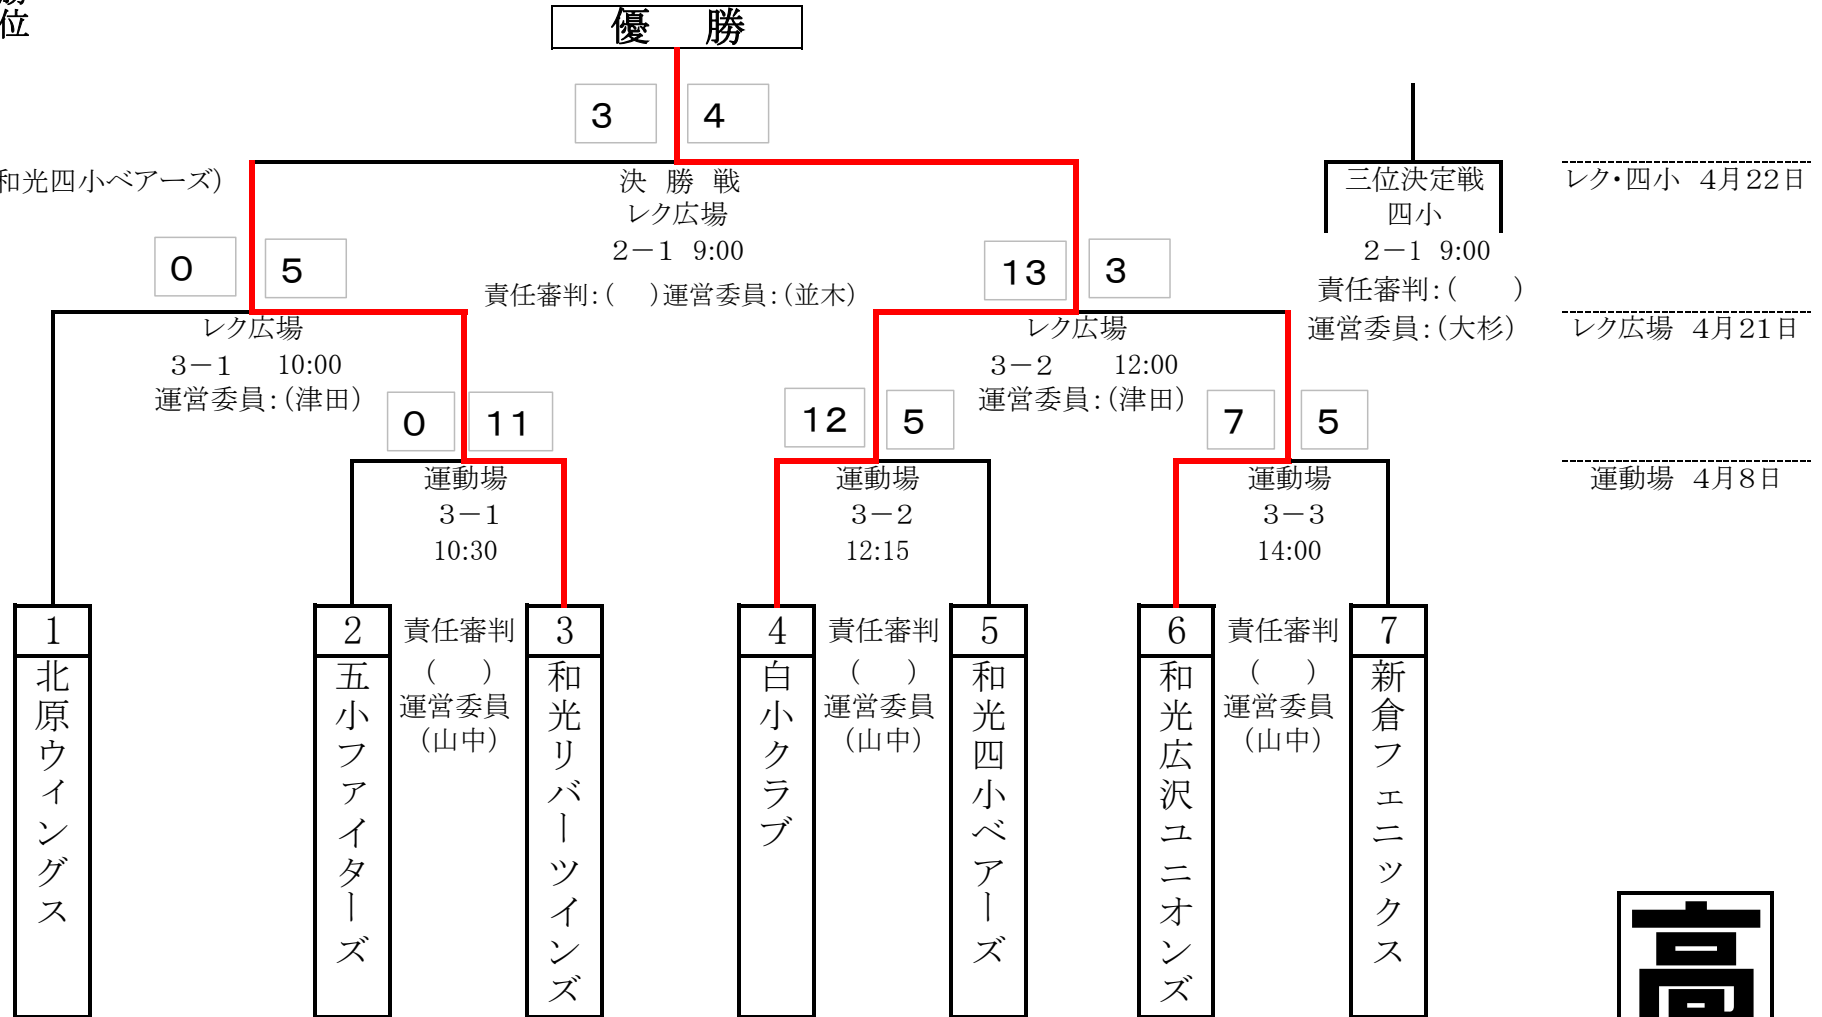 位
優 勝
3 4
和光四小ベアーズ)
決 勝 戦
レク広場
2－1 9:00
責任審判：( )運営委員：(並木)
三位決定戦
四小
2－1 9:00
責任審判：( )
運営委員：(大杉)
レク・四小 4月22日
0 5
13 3
レク広場
3－1 10:00
運営委員：(津田)
レク広場
3－2 12:00
運営委員：(津田)
レク広場 4月21日
0 11
12 5
7 5
運動場
3－1
10:30
運動場
3－2
12:15
運動場
3－3
14:00
運動場 4月8日
1
北原ウィングス
2
五小ファイターズ
責任審判
( )
運営委員
(山中)
3
和光リバーツインズ
4
白小クラブ
責任審判
( )
運営委員
(山中)
5
和光四小ベアーズ
6
和光広沢ユニオンズ
責任審判
( )
運営委員
(山中)
7
新倉フェニックス
高